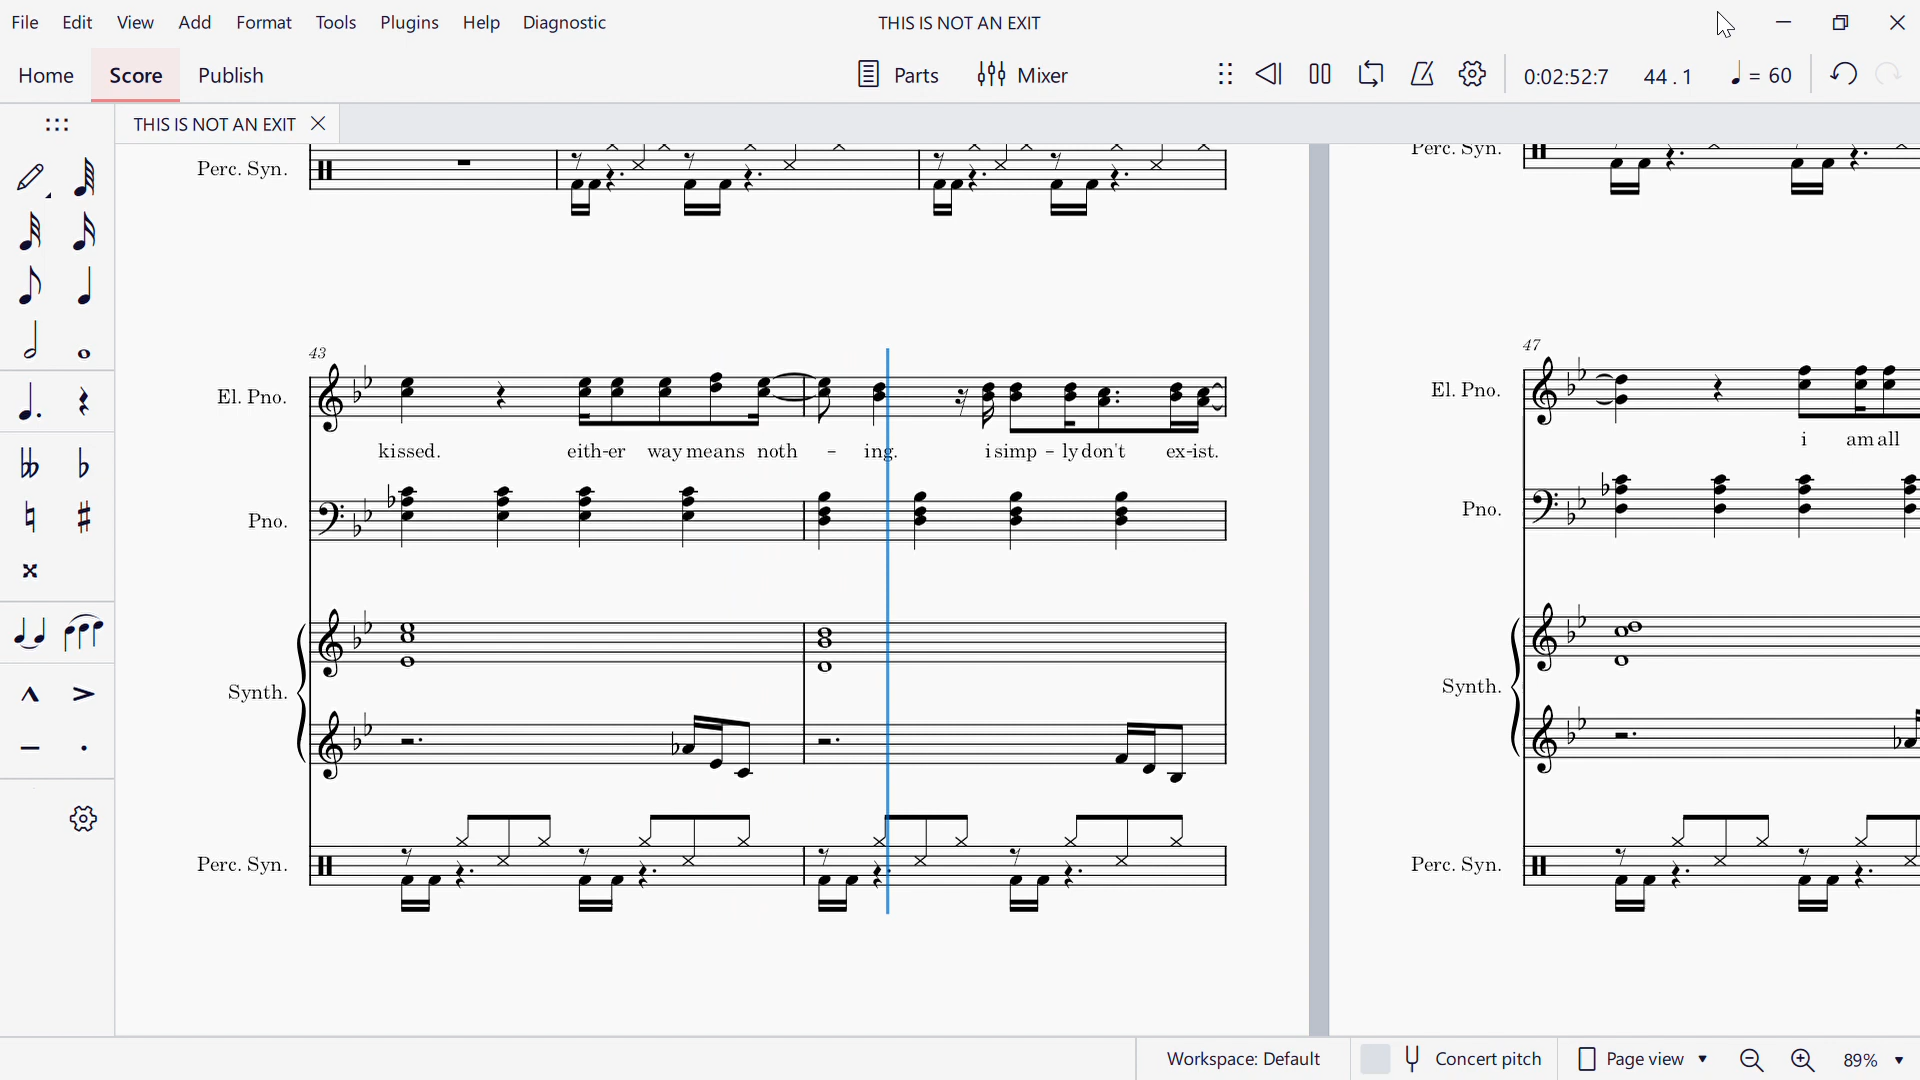 File Edit View Add Format Tools Plugins Help Diagnostic THIS IS NOT AN EXIT
Home Score Publish Parts Mixer 0:02:52:7 44 . 1 = 60
THIS IS NOT AN EXIT
Perc. Syn. Perc. Syn.
43 47
El. Pno. El. Pno.
kissed. eith-er way means noth - ing. i simp - ly don't ex-ist. i am all
Pno. Pno.
Synth. Synth.
Perc. Syn. Perc. Syn.
Workspace: Default Concert pitch Page view 89%